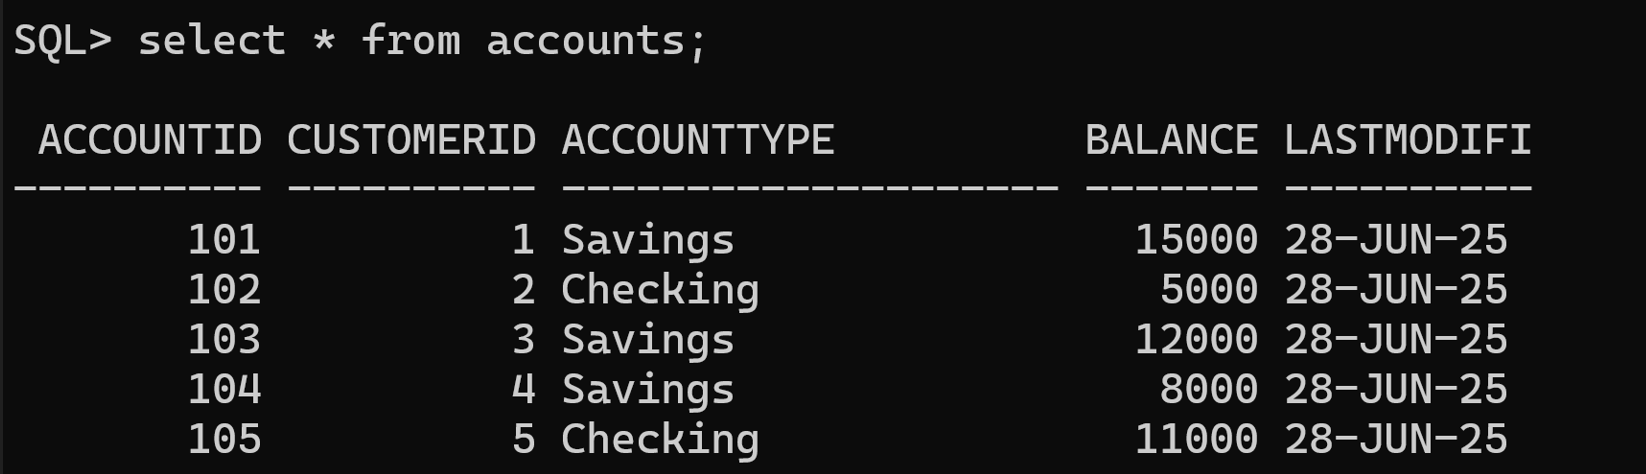 SQL> select * from accounts;
 ACCOUNTID CUSTOMERID ACCOUNTTYPE          BALANCE LASTMODIFI
---------- ---------- -------------------- ------- ----------
       101          1 Savings                15000 28-JUN-25
       102          2 Checking                5000 28-JUN-25
       103          3 Savings                12000 28-JUN-25
       104          4 Savings                 8000 28-JUN-25
       105          5 Checking               11000 28-JUN-25